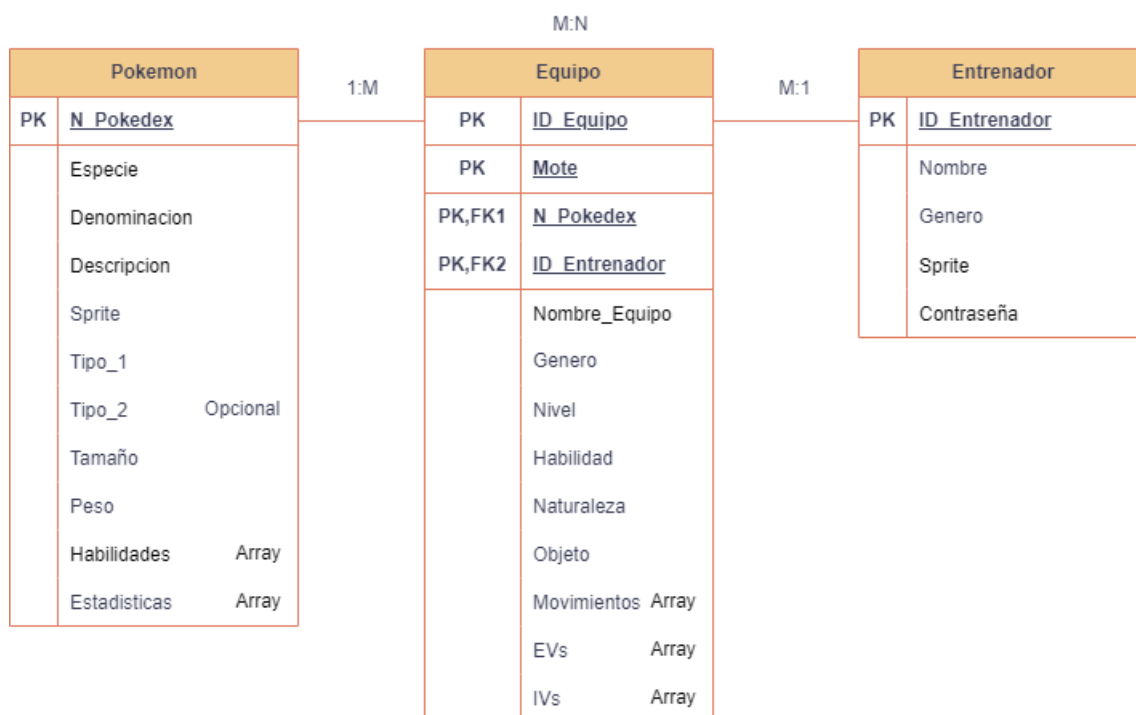 M:N
Pokemon
PK N_Pokedex
Especie
Denominacion
Descripcion
Sprite
Tipo_1
Tipo_2 Opcional
Tamaño
Peso
Habilidades Array
Estadisticas Array
1:M
Equipo
PK ID_Equipo
PK Mote
PK,FK1 N_Pokedex
PK,FK2 ID_Entrenador
Nombre_Equipo
Genero
Nivel
Habilidad
Naturaleza
Objeto
Movimientos Array
EVs Array
IVs Array
M:1
Entrenador
PK ID_Entrenador
Nombre
Genero
Sprite
Contraseña